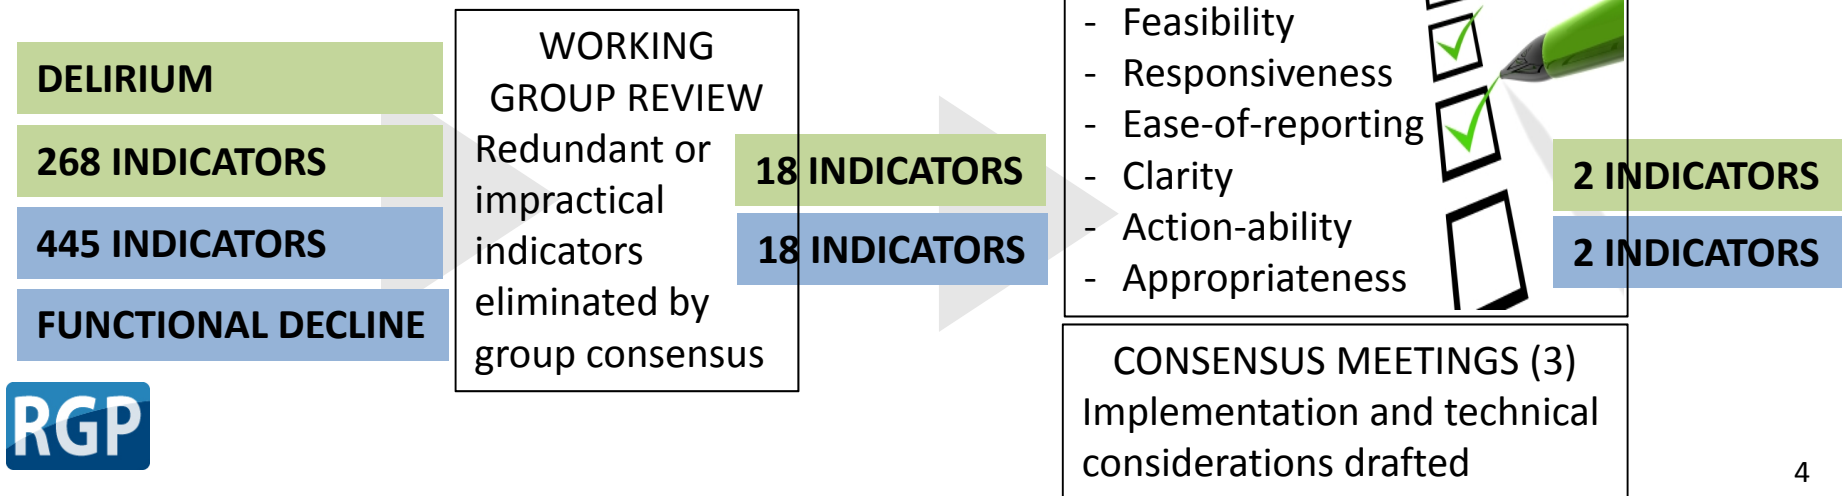 DELIRIUM
268 INDICATORS
445 INDICATORS
FUNCTIONAL DECLINE
RGP
WORKING
GROUP REVIEW
Redundant or
impractical
indicators
eliminated by
group consensus
18 INDICATORS
18 INDICATORS
- Feasibility
- Responsiveness
- Ease-of-reporting
- Clarity
- Action-ability
- Appropriateness
CONSENSUS MEETINGS (3)
Implementation and technical
considerations drafted
2 INDICATORS
2 INDICATORS
4